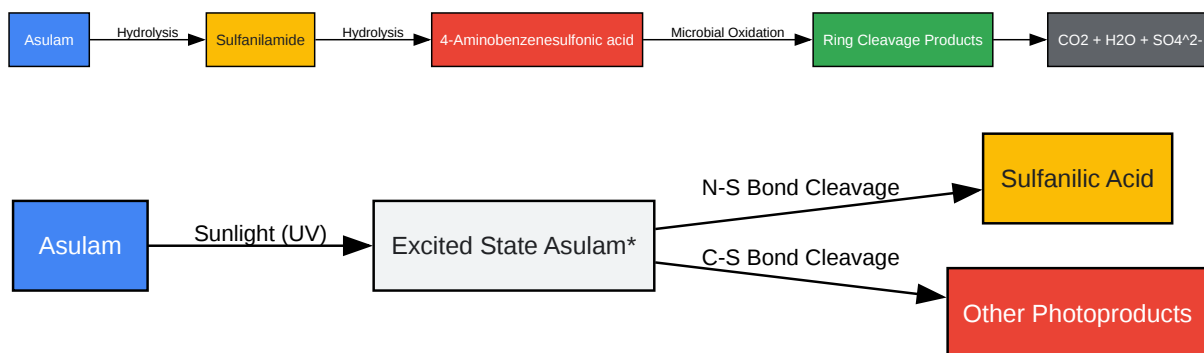 Asulam
Hydrolysis
Sulfanilamide
Hydrolysis
4-Aminobenzenesulfonic acid
Microbial Oxidation
Ring Cleavage Products
CO2 + H2O + SO4^2-
Asulam
Sunlight (UV)
Excited State Asulam*
N-S Bond Cleavage
Sulfanilic Acid
C-S Bond Cleavage
Other Photoproducts